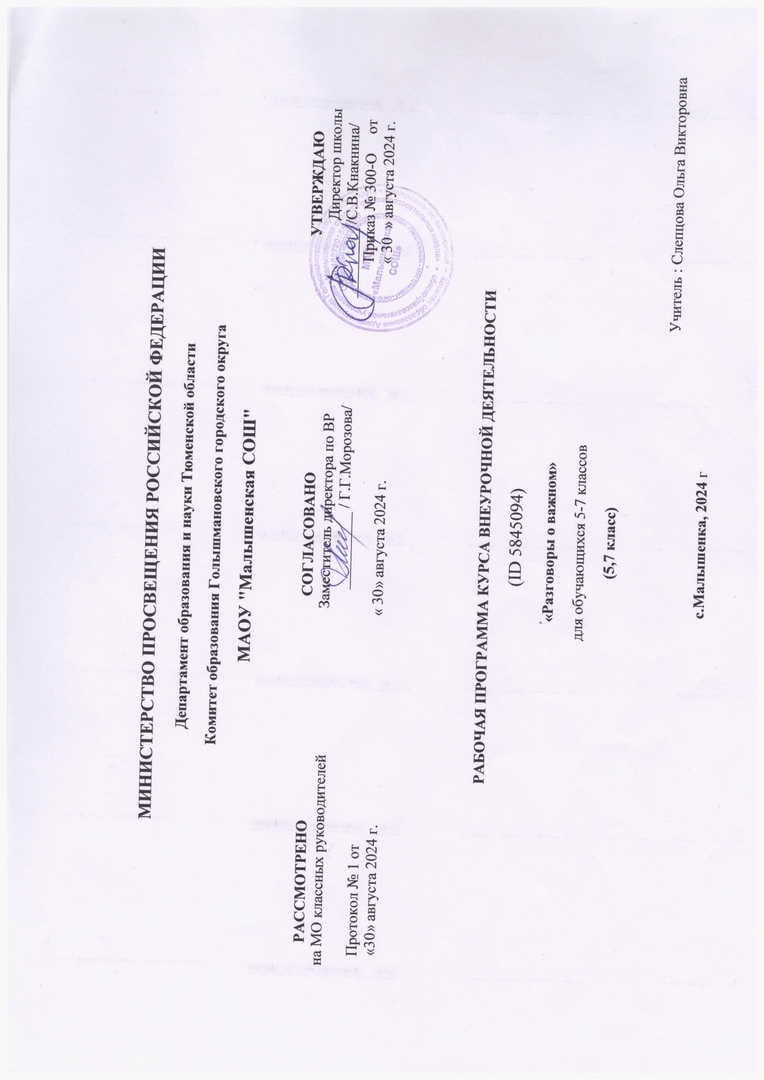 МИНИСТЕРСТВО ПРОСВЕЩЕНИЯ РОССИЙСКОЙ ФЕДЕРАЦИИ
Департамент образования и науки Тюменской области
Комитет образования Голышмановского городского округа
МАОУ "Малышенская СОШ"
РАССМОТРЕНО
на МО классных руководителей
Протокол № 1 от
«30» августа 2024 г.
СОГЛАСОВАНО
Заместитель директора по ВР
/ Г.Г.Морозова/
« 30» августа 2024 г.
УТВЕРЖДАЮ
Директор школы
/С.В.Кнакнина/
Приказ № 300-О от
« 30 » августа 2024 г.
СОШ»
РАБОЧАЯ ПРОГРАММА КУРСА ВНЕУРОЧНОЙ ДЕЯТЕЛЬНОСТИ
(ID 5845094)
«Разговоры о важном»
для обучающихся 5-7 классов
(5,7 класс)
Учитель : Слепцова Ольга Викторовна
с.Малышенка, 2024 г